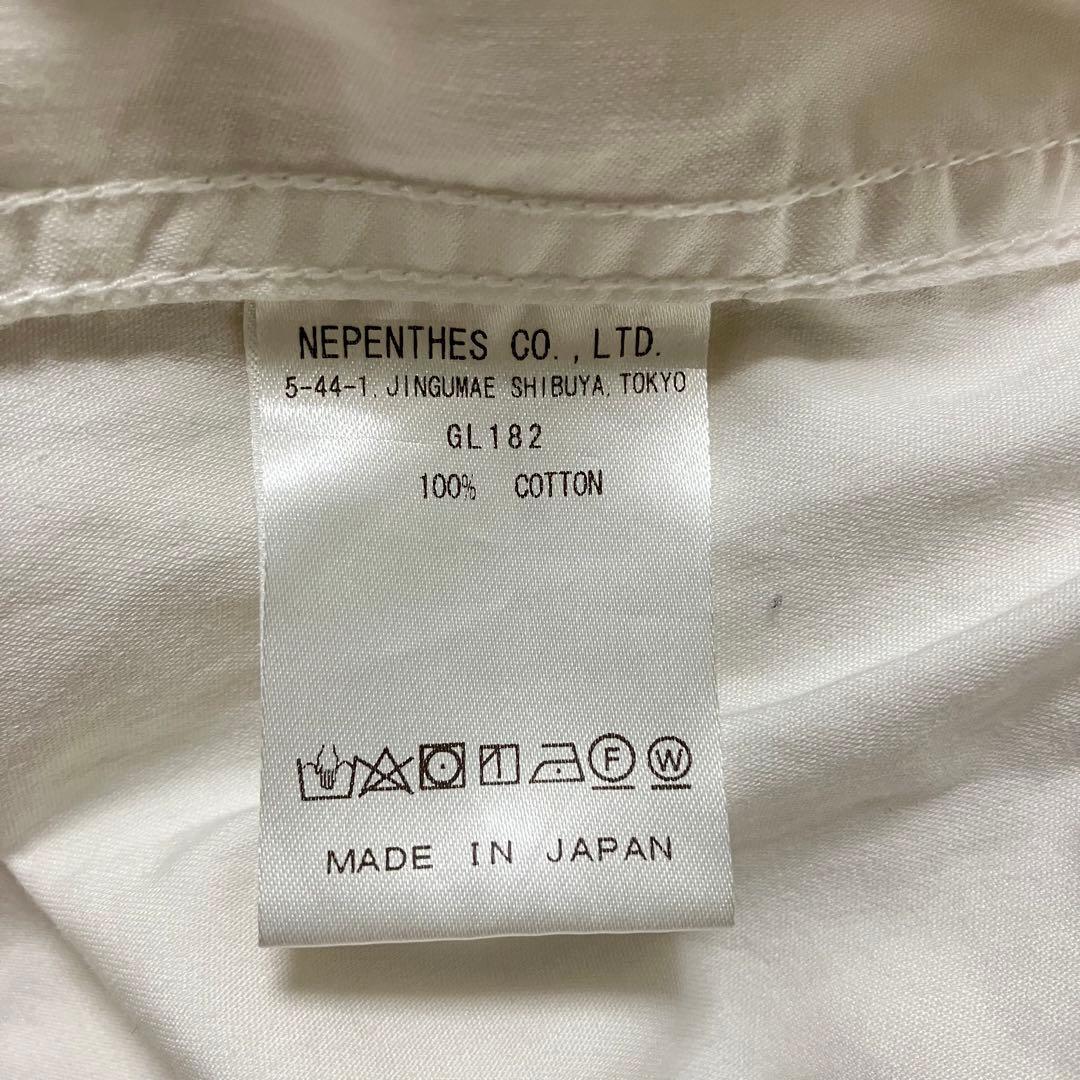 NEPENTHES CO., LTD.
5-44-1, JINGUMAE SHIBUYA, TOKYO
GL182
100% COTTON
F W
MADE IN JAPAN